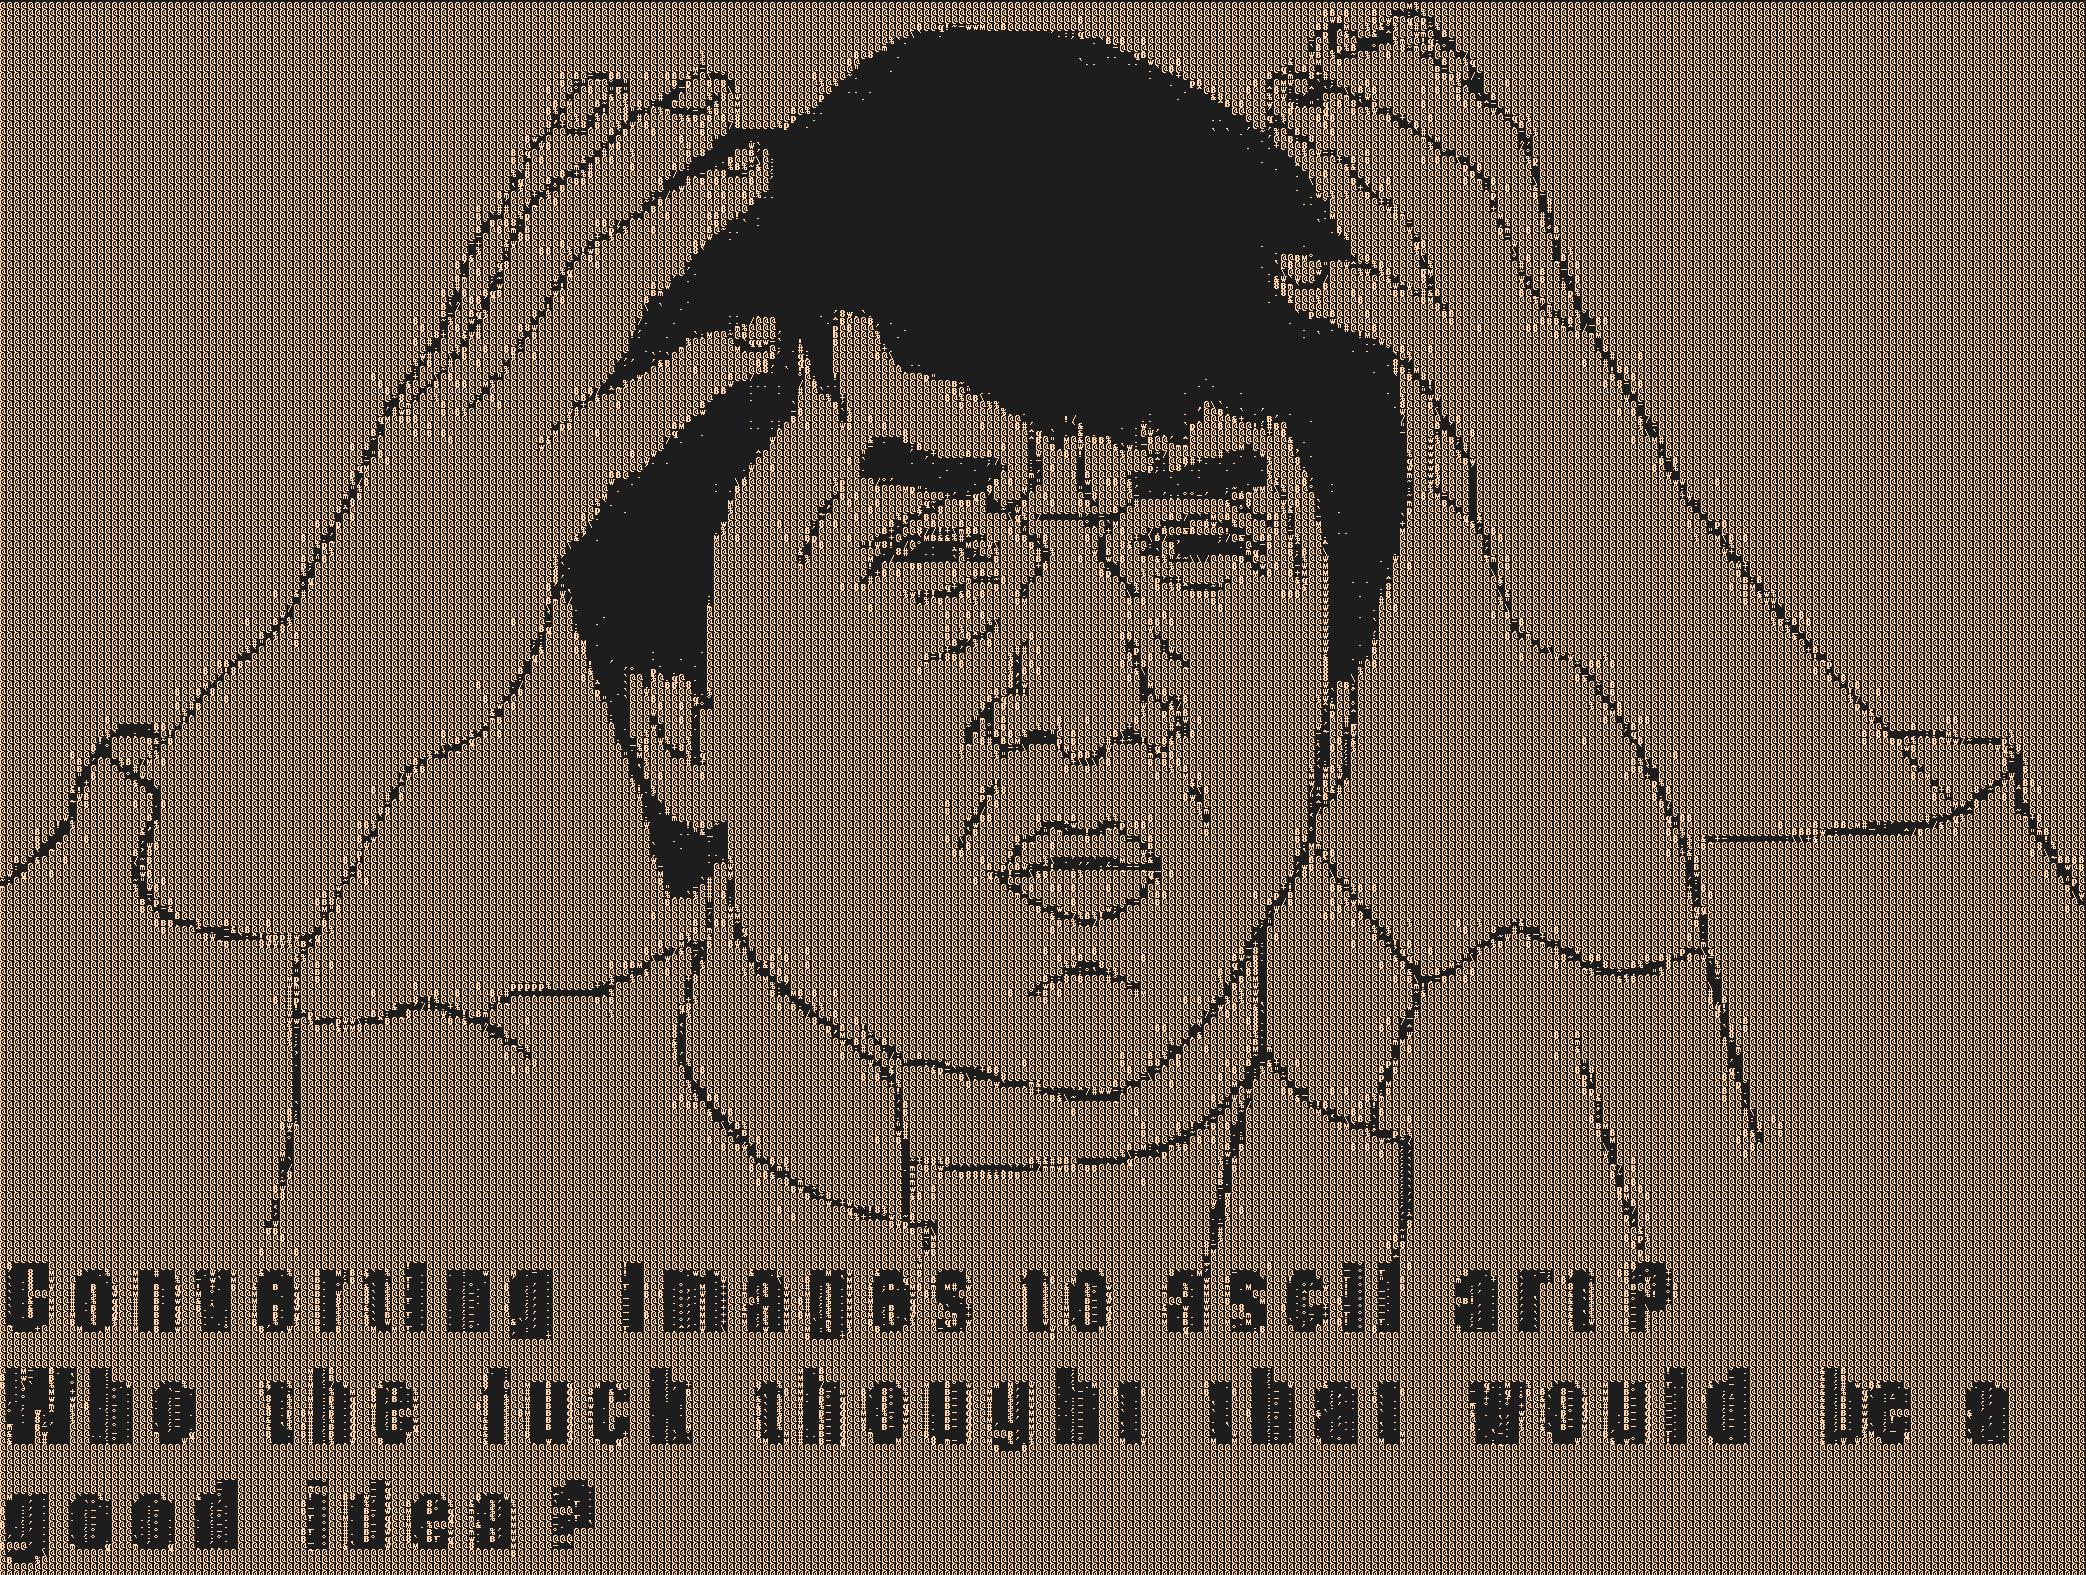 Converting images to ascii art?
Who the fuck thought that would be a
good idea?